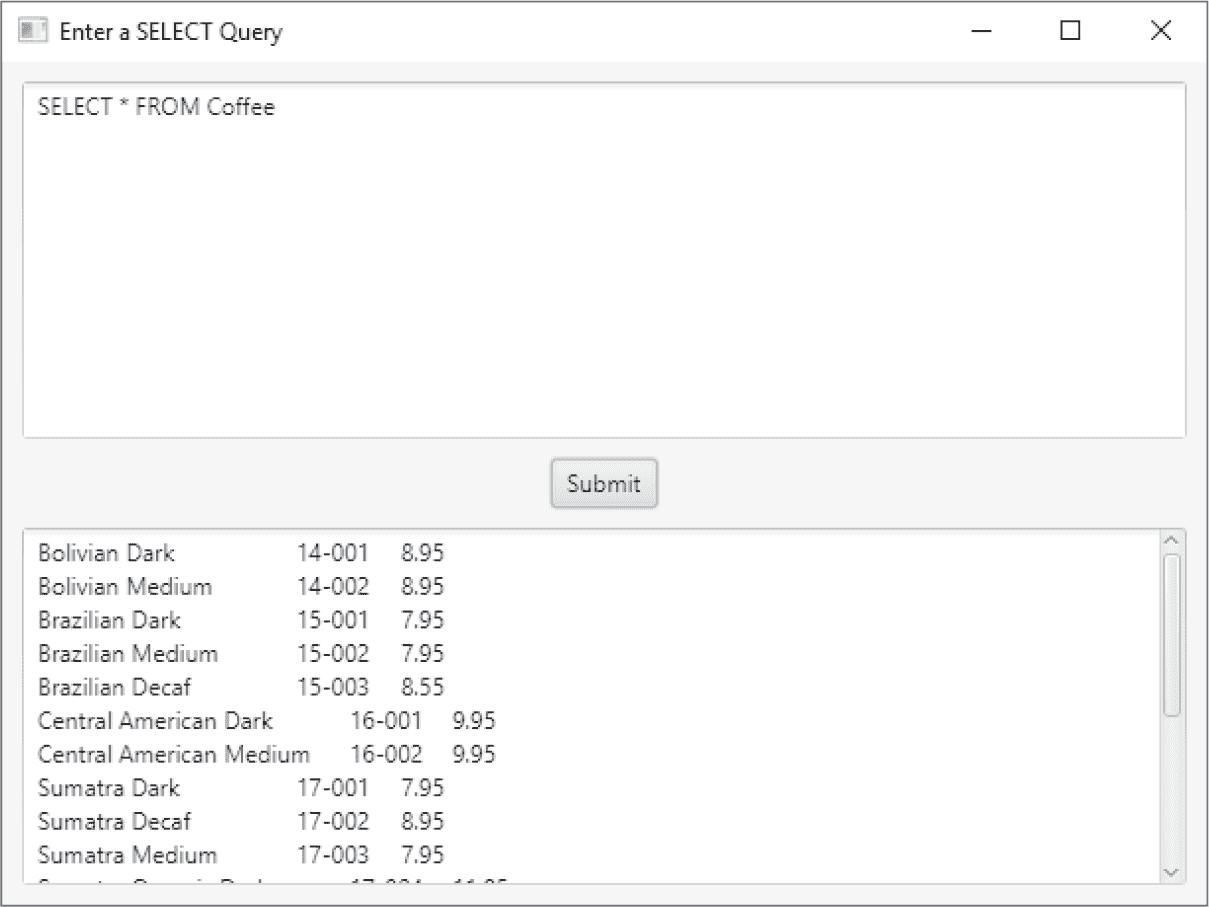 Enter a SELECT Query
SELECT * FROM Coffee
Submit
Bolivian Dark 14-001 8.95
Bolivian Medium 14-002 8.95
Brazilian Dark 15-001 7.95
Brazilian Medium 15-002 7.95
Brazilian Decaf 15-003 8.55
Central American Dark 16-001 9.95
Central American Medium 16-002 9.95
Sumatra Dark 17-001 7.95
Sumatra Decaf 17-002 8.95
Sumatra Medium 17-003 7.95